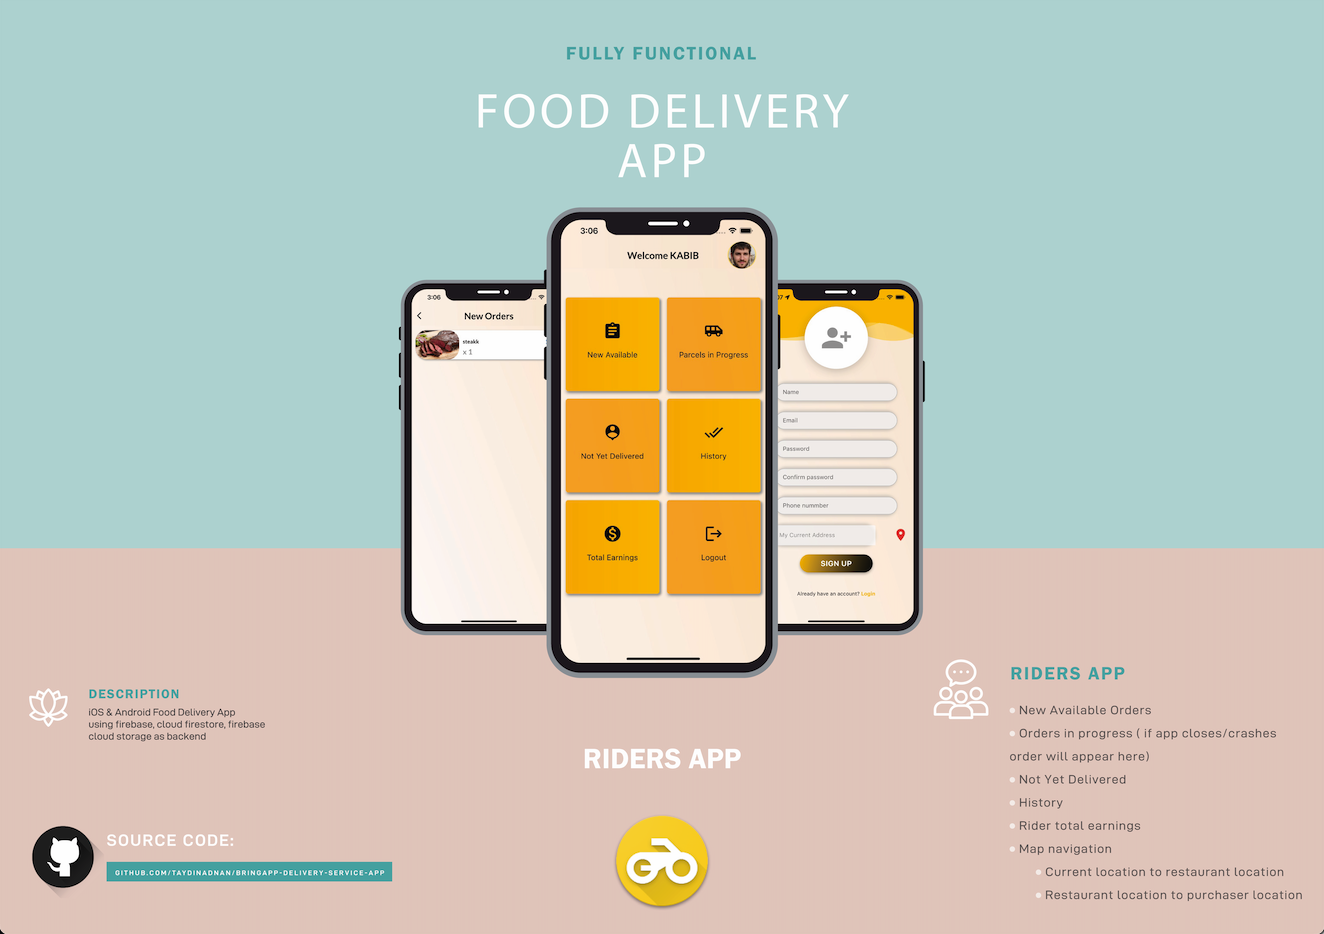 FULLY FUNCTIONAL
FOOD DELIVERY
APP
3:06
New Orders
steakk
x 1
3:06
Welcome KABIB
New Available
Parcels in Progress
Not Yet Delivered
History
Total Earnings
Logout
07
Name
Email
Password
Confirm password
Phone nummber
My Current Address
SIGN UP
Already have an account? Login
DESCRIPTION
iOS & Android Food Delivery App
using firebase, cloud firestore, firebase
cloud storage as backend
SOURCE CODE:
GITHUB.COM/TAYDINADNAN/BRINGAPP-DELIVERY-SERVICE-APP
RIDERS APP
GO
RIDERS APP
New Available Orders
Orders in progress ( if app closes/crashes
order will appear here)
Not Yet Delivered
History
Rider total earnings
Map navigation
Current location to restaurant location
Restaurant location to purchaser location